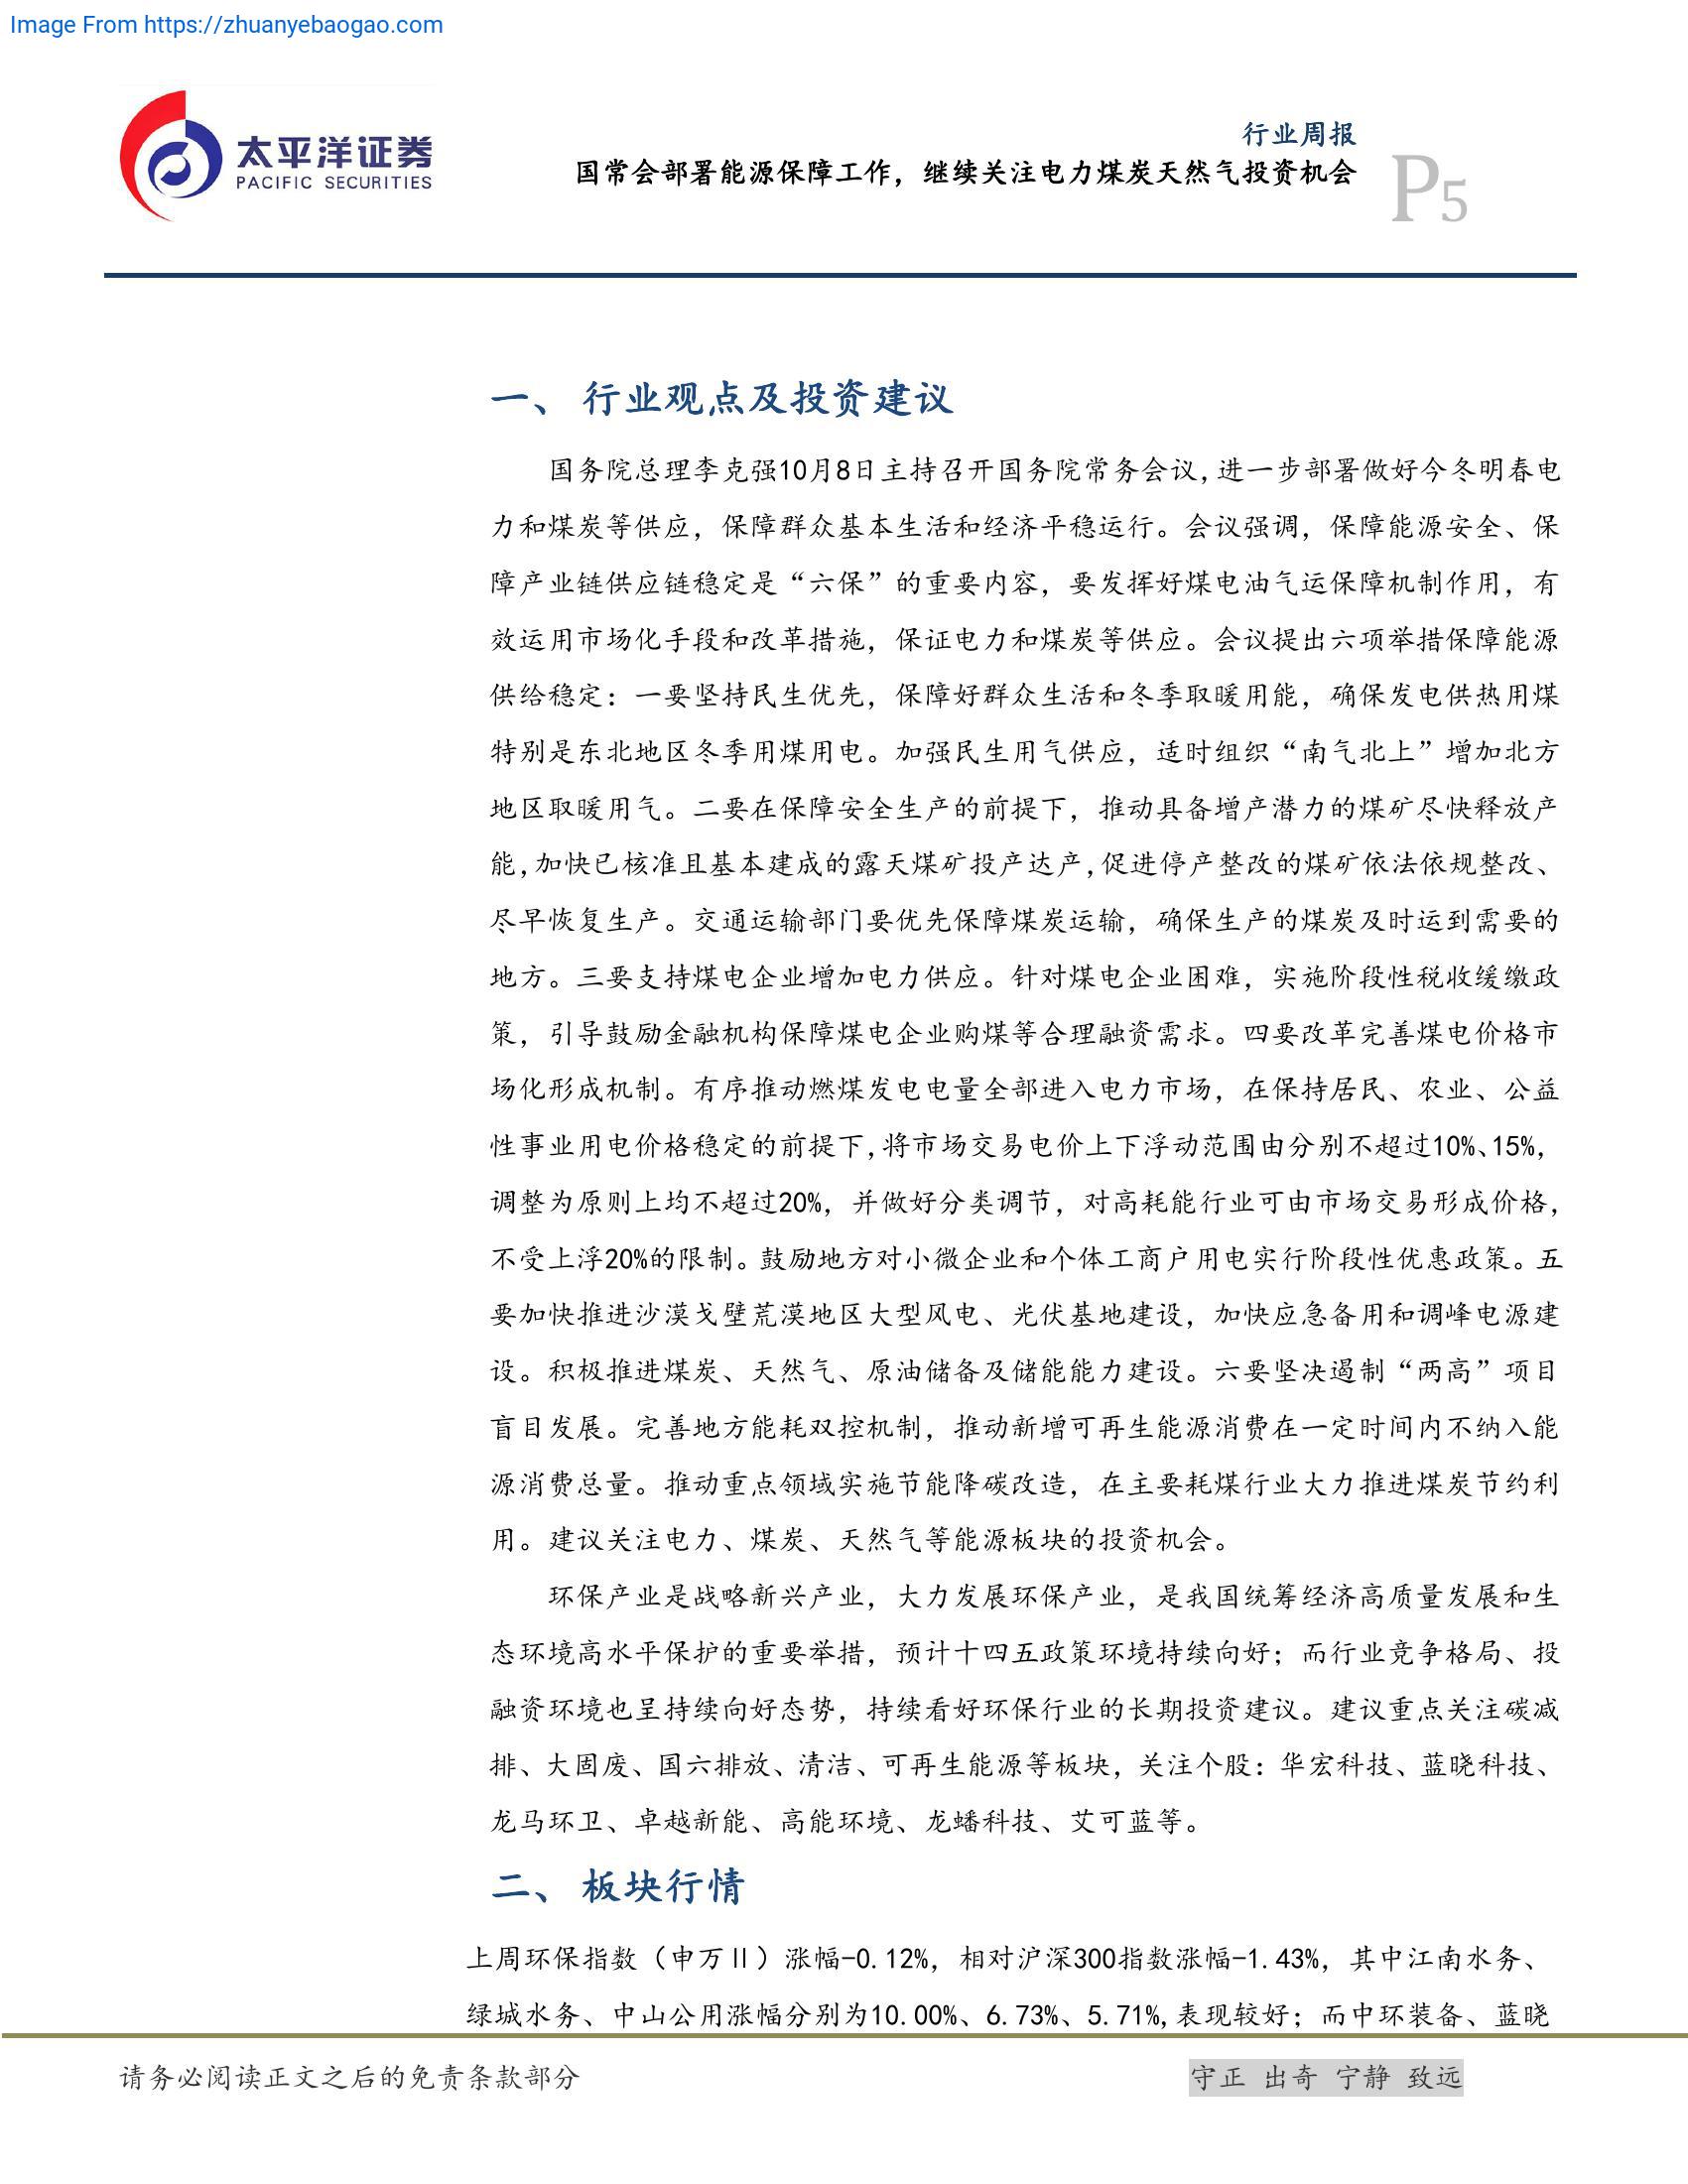 Image From https://zhuanyebaogao.com
太平洋证券
PACIFIC SECURITIES
行业周报
国常会部署能源保障工作，继续关注电力煤炭天然气投资机会
P5
一、 行业观点及投资建议
国务院总理李克强10月8日主持召开国务院常务会议,进一步部署做好今冬明春电
力和煤炭等供应，保障群众基本生活和经济平稳运行。会议强调，保障能源安全、保
障产业链供应链稳定是“六保”的重要内容，要发挥好煤电油气运保障机制作用，有
效运用市场化手段和改革措施，保证电力和煤炭等供应。会议提出六项举措保障能源
供给稳定：一要坚持民生优先，保障好群众生活和冬季取暖用能，确保发电供热用煤
特别是东北地区冬季用煤用电。加强民生用气供应，适时组织“南气北上”增加北方
地区取暖用气。二要在保障安全生产的前提下，推动具备增产潜力的煤矿尽快释放产
能,加快已核准且基本建成的露天煤矿投产达产,促进停产整改的煤矿依法依规整改、
尽早恢复生产。交通运输部门要优先保障煤炭运输，确保生产的煤炭及时运到需要的
地方。三要支持煤电企业增加电力供应。针对煤电企业困难，实施阶段性税收缓缴政
策，引导鼓励金融机构保障煤电企业购煤等合理融资需求。四要改革完善煤电价格市
场化形成机制。有序推动燃煤发电电量全部进入电力市场，在保持居民、农业、公益
性事业用电价格稳定的前提下,将市场交易电价上下浮动范围由分别不超过10%、15%，
调整为原则上均不超过20%，并做好分类调节，对高耗能行业可由市场交易形成价格，
不受上浮20%的限制。鼓励地方对小微企业和个体工商户用电实行阶段性优惠政策。五
要加快推进沙漠戈壁荒漠地区大型风电、光伏基地建设，加快应急备用和调峰电源建
设。积极推进煤炭、天然气、原油储备及储能能力建设。六要坚决遏制“两高”项目
盲目发展。完善地方能耗双控机制，推动新增可再生能源消费在一定时间内不纳入能
源消费总量。推动重点领域实施节能降碳改造，在主要耗煤行业大力推进煤炭节约利
用。建议关注电力、煤炭、天然气等能源板块的投资机会。
环保产业是战略新兴产业，大力发展环保产业，是我国统筹经济高质量发展和生
态环境高水平保护的重要举措，预计十四五政策环境持续向好；而行业竞争格局、投
融资环境也呈持续向好态势，持续看好环保行业的长期投资建议。建议重点关注碳减
排、大固废、国六排放、清洁、可再生能源等板块，关注个股：华宏科技、蓝晓科技、
龙马环卫、卓越新能、高能环境、龙蟠科技、艾可蓝等。
二、 板块行情
上周环保指数（申万Ⅱ）涨幅-0.12%，相对沪深300指数涨幅-1.43%，其中江南水务、
绿城水务、中山公用涨幅分别为10.00%、6.73%、5.71%,表现较好；而中环装备、蓝晓
请务必阅读正文之后的免责条款部分
守正 出奇 宁静 致远